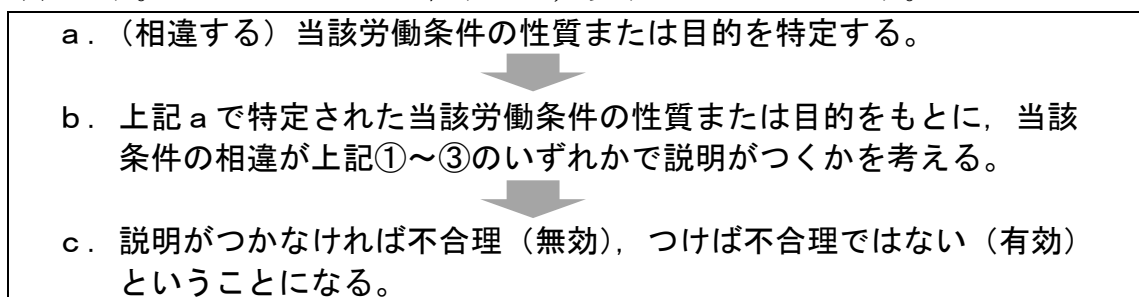 a．（相違する）当該労働条件の性質または目的を特定する。
b．上記aで特定された当該労働条件の性質または目的をもとに，当該
条件の相違が上記①～③のいずれかで説明がつくかを考える。
c．説明がつかなければ不合理（無効），つけば不合理ではない（有効）
ということになる。